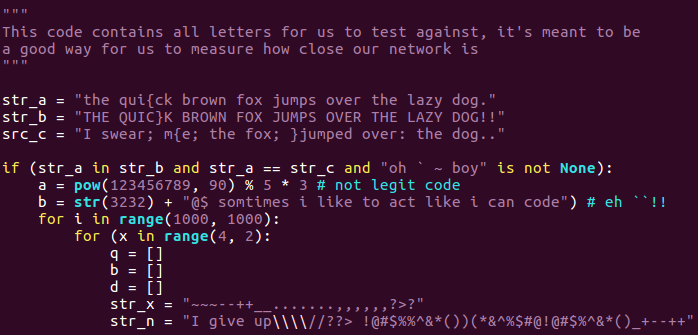 """
This code contains all letters for us to test against, it's meant to be
a good way for us to measure how close our network is
"""
str_a = "the qui{ck brown fox jumps over the lazy dog."
str_b = "THE QUIC}K BROWN FOX JUMPS OVER THE LAZY DOG!!"
src_c = "I swear; m{e; the fox; }jumped over: the dog.."
if (str_a in str_b and str_a == str_c and "oh ` ~ boy" is not None):
    a = pow(123456789, 90) % 5 * 3 # not legit code
    b = str(3232) + "@$ somtimes i like to act like i can code") # eh ``!!
    for i in range(1000, 1000):
        for (x in range(4, 2):
            q = []
            b = []
            d = []
            str_x = "~~~--++__.......,,,,,,?>?"
            str_n = "I give up\\\\//??> !@#$%%^&*())(*&^%$#@!@#$%^&*()_+--++"